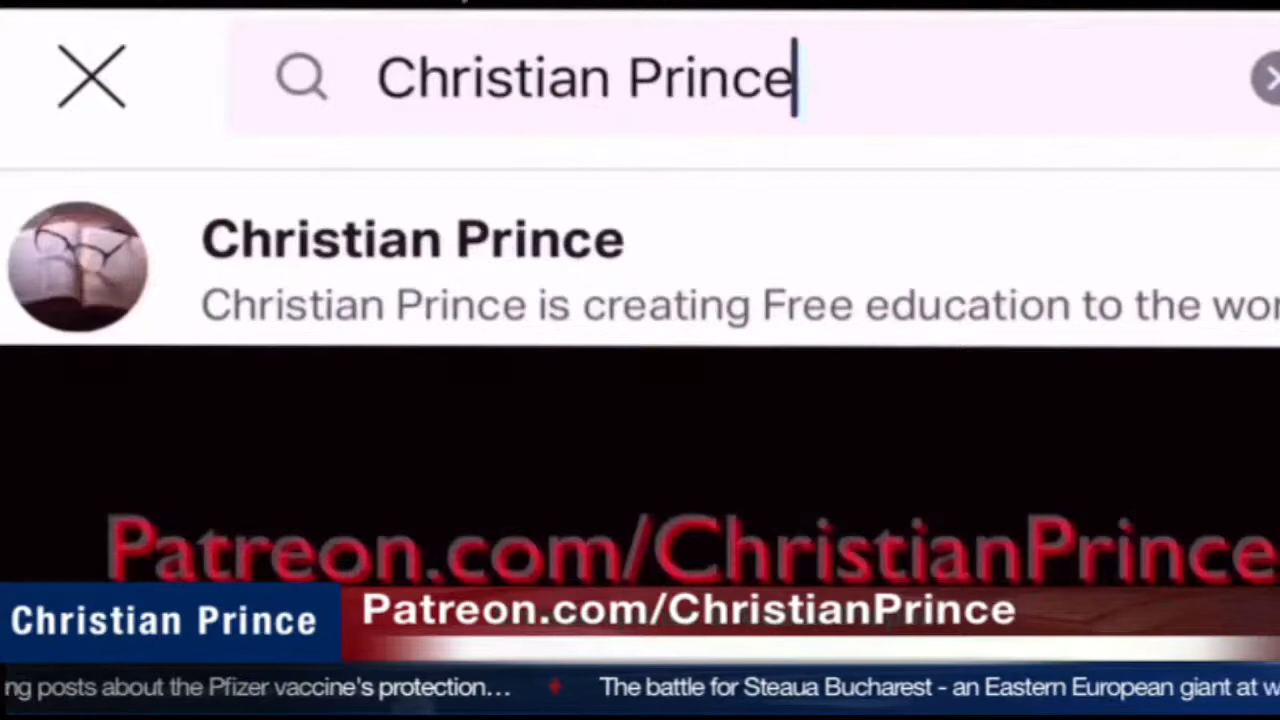 Christian Prince
Christian Prince
Christian Prince is creating Free education to the wor
Patreon.com/ChristianPrince
Christian Prince
Patreon.com/ChristianPrince
ng posts about the Pfizer vaccine's protection... ♦ The battle for Steaua Bucharest - an Eastern European giant at w